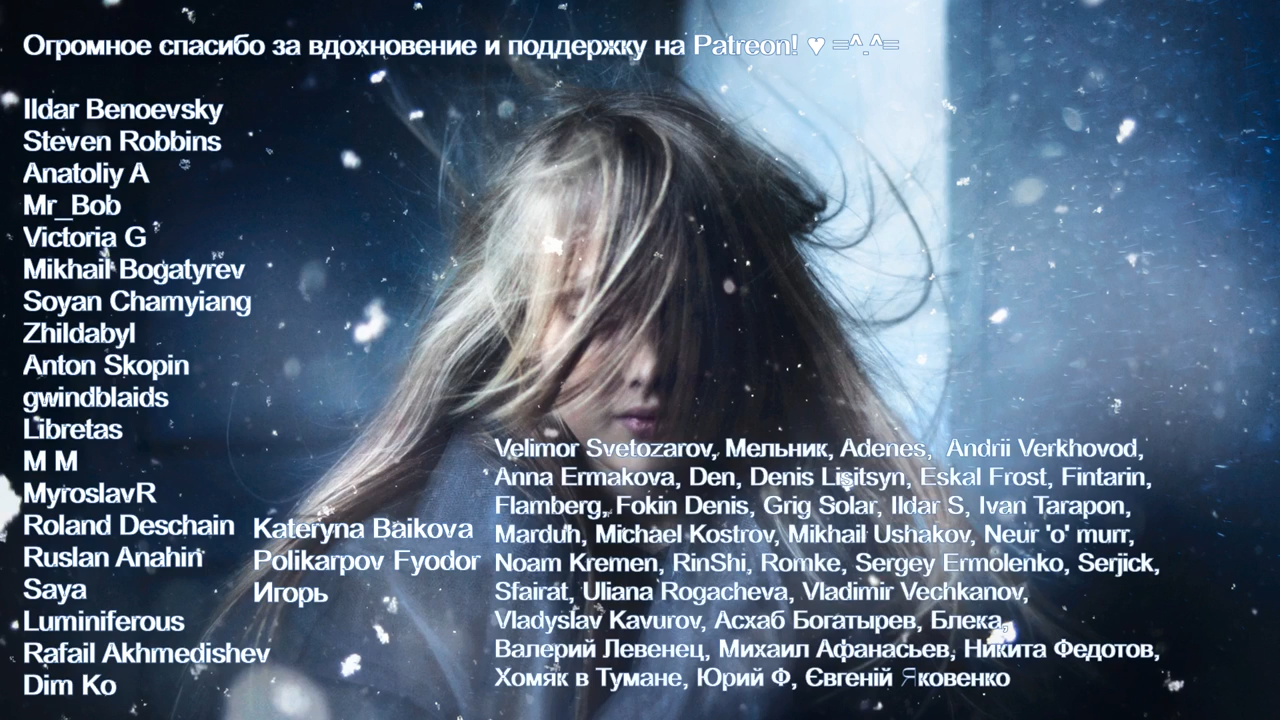 Огромное спасибо за вдохновение и поддержку на Patreon! ♥ =^.^=
Ildar Benoevsky
Steven Robbins
Anatoliy A
Mr_Bob
Victoria G
Mikhail Bogatyrev
Soyan Chamyiang
Zhildabyl
Anton Skopin
gwindblaids
Libretas
M M
MyroslavR
Roland Deschain
Ruslan Anahin
Saya
Luminiferous
Rafail Akhmedishev
Dim Ko
Kateryna Baikova
Polikarpov Fyodor
Игорь
Velimor Svetozarov, Мельник, Adenes, Andrii Verkhovod,
Anna Ermakova, Den, Denis Lisitsyn, Eskal Frost, Fintarin,
Flamberg, Fokin Denis, Grig Solar, Ildar S, Ivan Tarapon,
Marduh, Michael Kostrov, Mikhail Ushakov, Neur 'o' murr,
Noam Kremen, RinShi, Romke, Sergey Ermolenko, Serjick,
Sfairat, Uliana Rogacheva, Vladimir Vechkanov,
Vladyslav Kavurov, Асхаб Богатырев, Блека,
Валерий Левенец, Михаил Афанасьев, Никита Федотов,
Хомяк в Тумане, Юрий Ф, Євгеній Яковенко